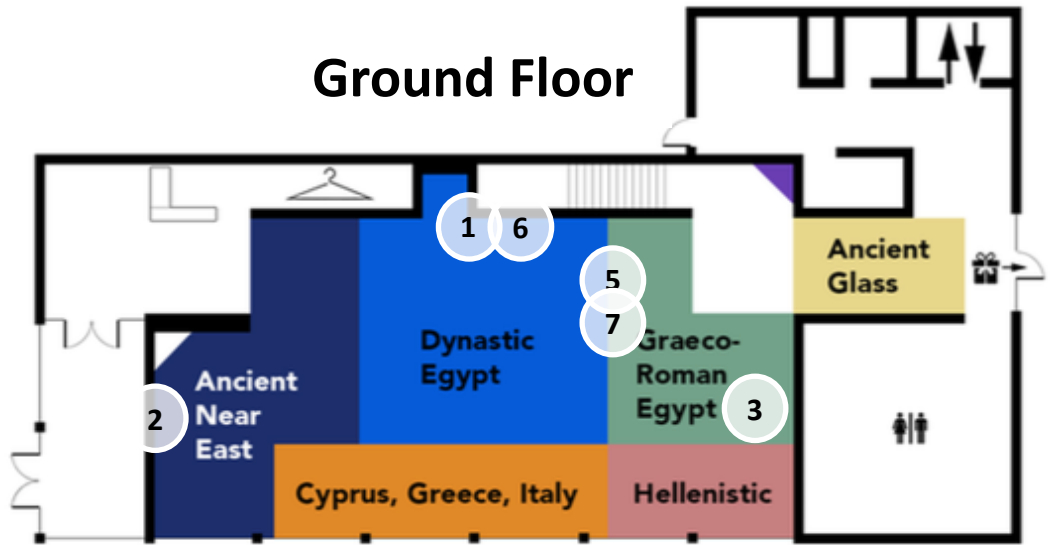 Ground Floor
1
6
5
7
Ancient
Glass
Dynastic
Egypt
Graeco-
Roman
Egypt
3
Ancient
Near
East
2
Cyprus, Greece, Italy
Hellenistic